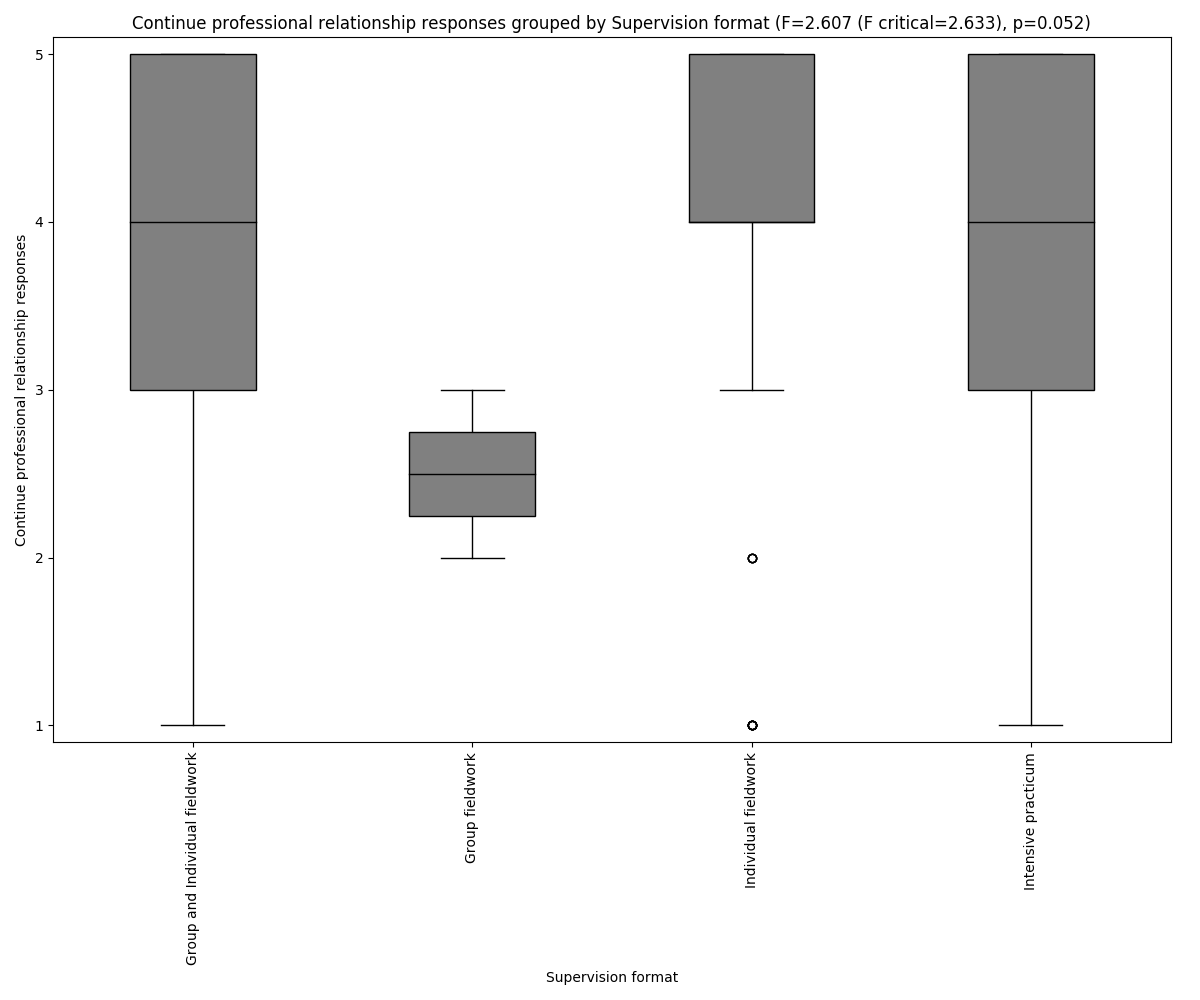 Continue professional relationship responses grouped by Supervision format (F=2.607 (F critical=2.633), p=0.052)
Continue professional relationship responses
5
4
3
2
1
Group and Individual fieldwork
Group fieldwork
Individual fieldwork
Intensive practicum
Supervision format